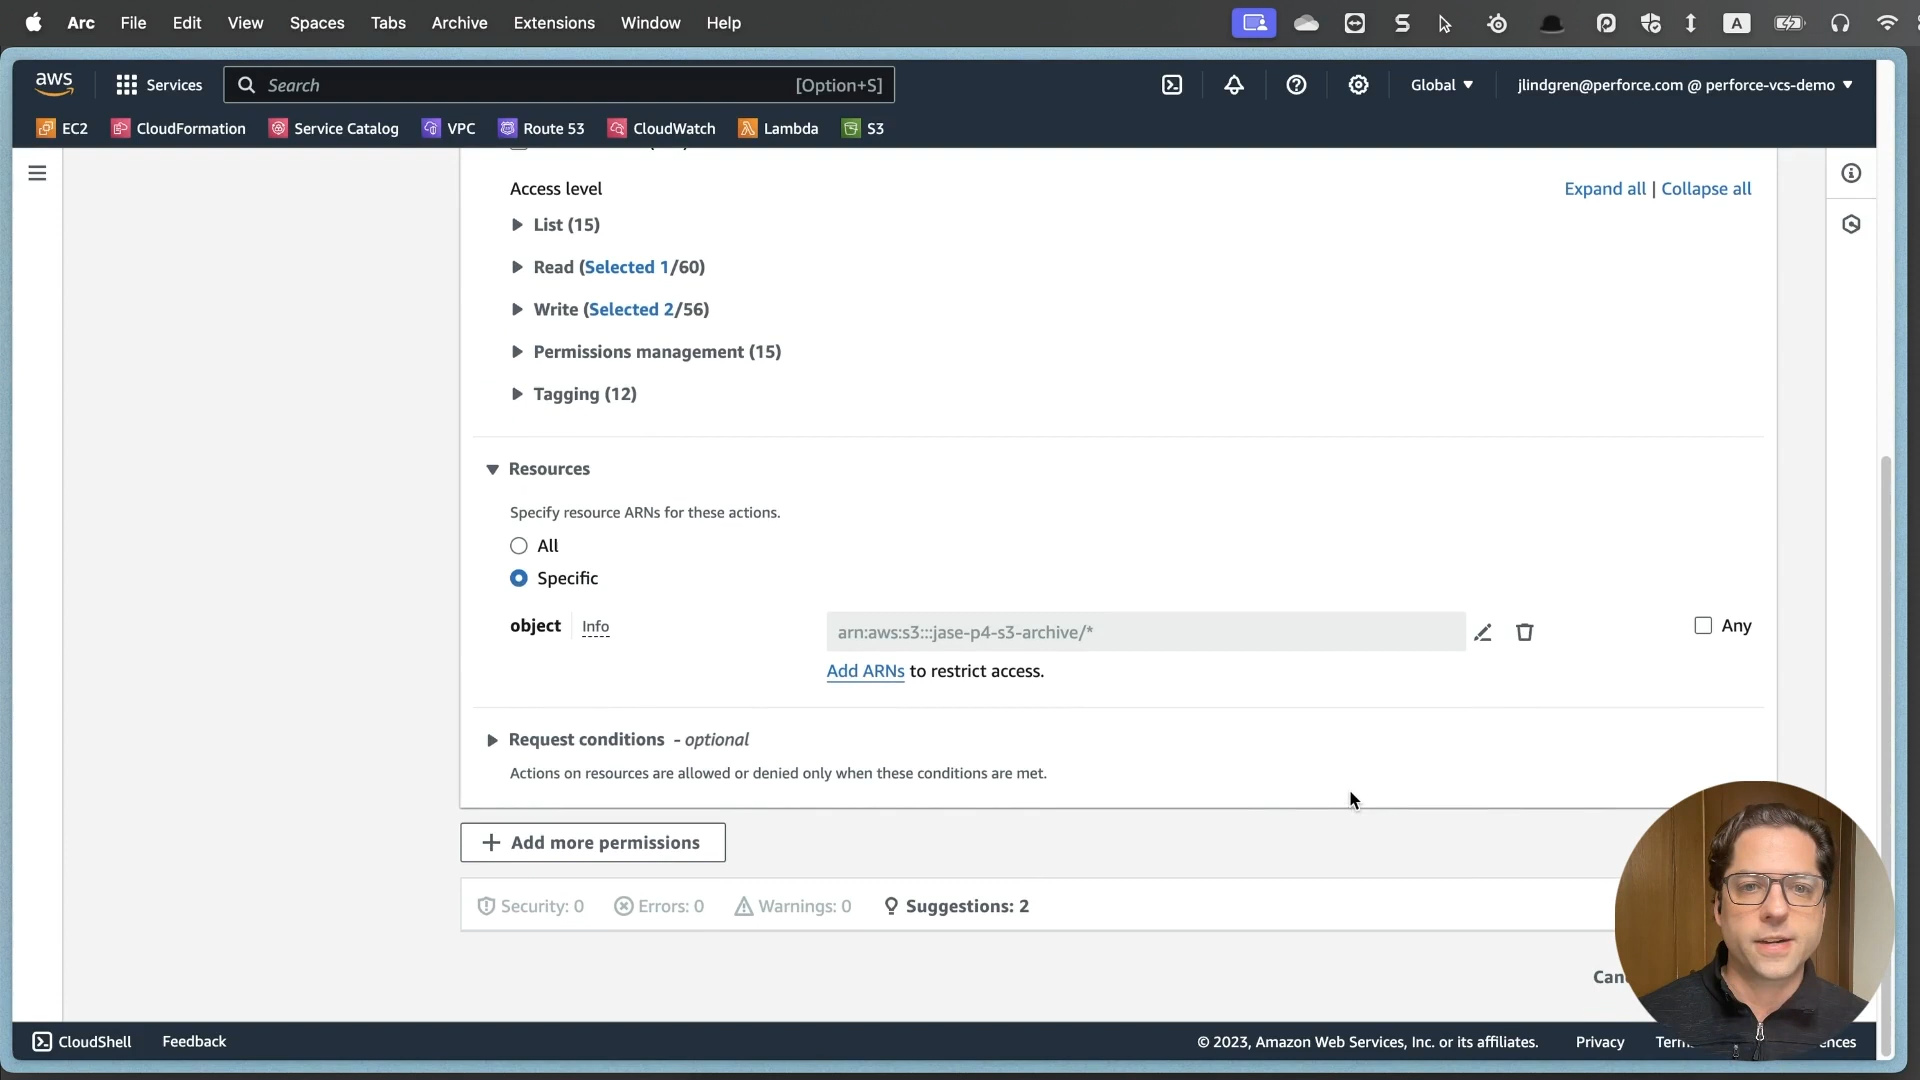 Arc File Edit View Spaces Tabs Archive Extensions Window Help A
aws Services Search [Option+S] Global jlindgren@perforce.com @ perforce-vcs-demo
EC2 CloudFormation Service Catalog VPC Route 53 CloudWatch Lambda S3
Access level Expand all | Collapse all
List (15)
Read (Selected 1/60)
Write (Selected 2/56)
Permissions management (15)
Tagging (12)
Resources
Specify resource ARNs for these actions.
All
Specific
object Info arn:aws:s3:::jase-p4-s3-archive/* Any
Add ARNs to restrict access.
Request conditions - optional
Actions on resources are allowed or denied only when these conditions are met.
+ Add more permissions
Security: 0 Errors: 0 Warnings: 0 Suggestions: 2
CloudShell Feedback © 2023, Amazon Web Services, Inc. or its affiliates. Privacy